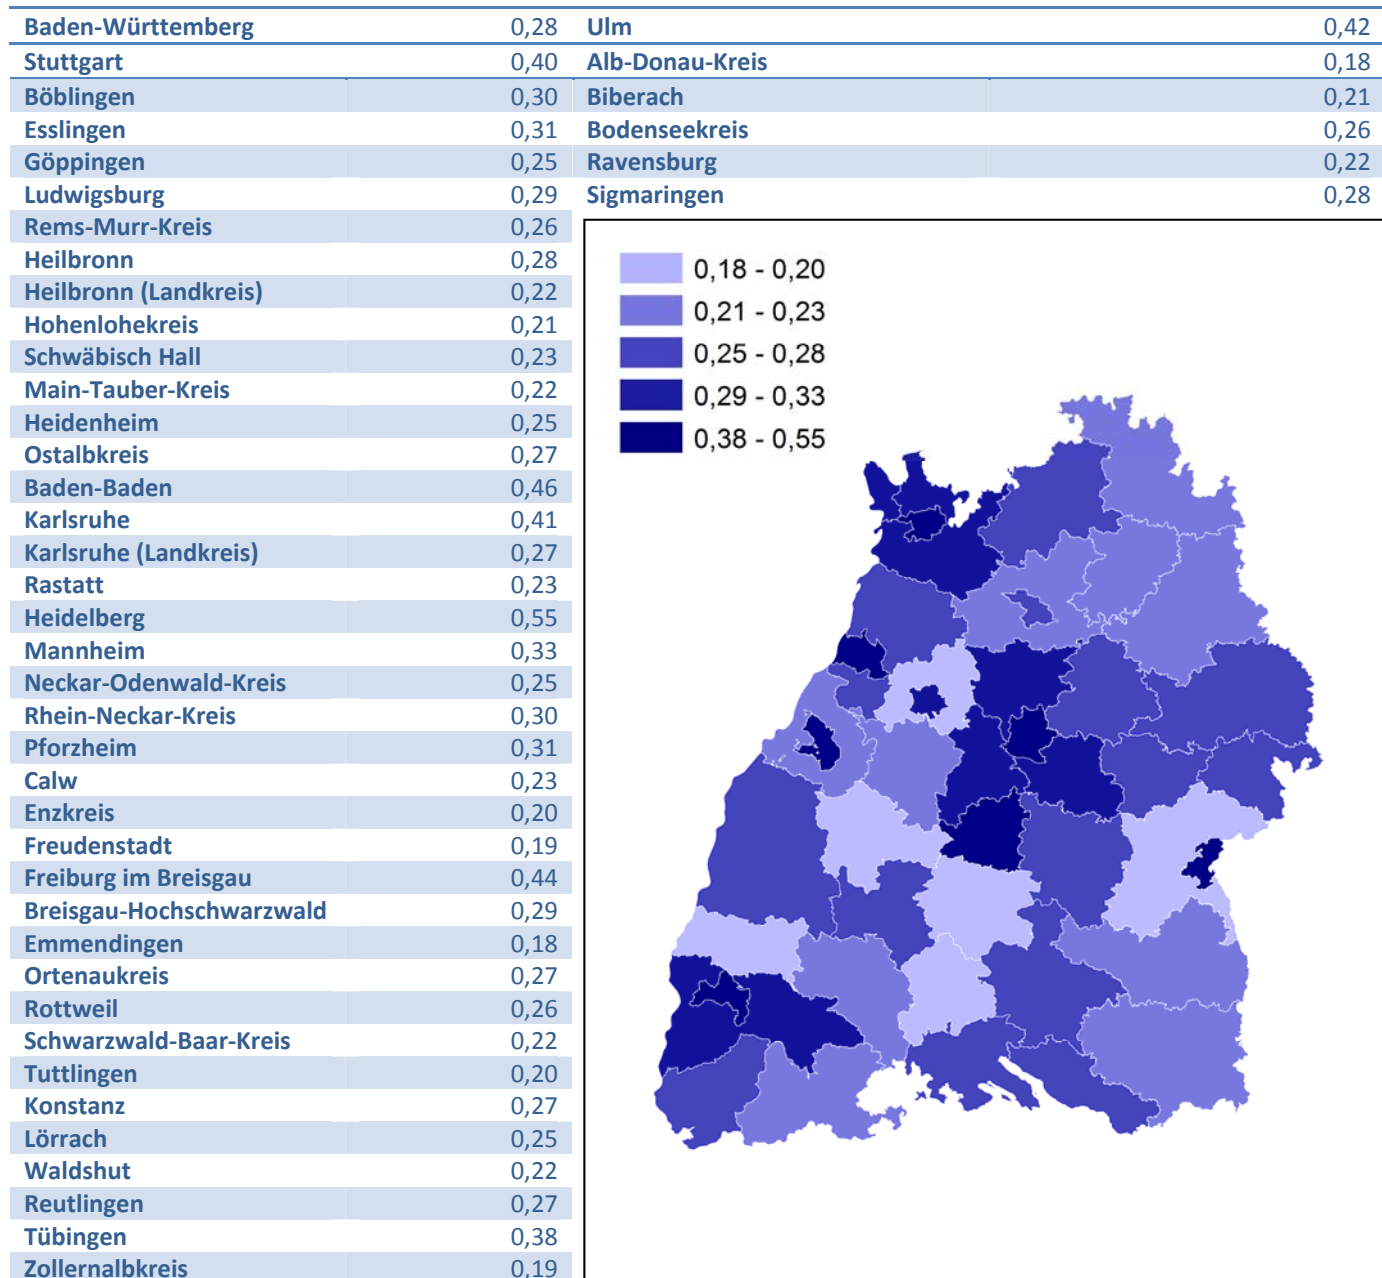 Baden-Württemberg 0,28
Stuttgart 0,40
Böblingen 0,30
Esslingen 0,31
Göppingen 0,25
Ludwigsburg 0,29
Rems-Murr-Kreis 0,26
Heilbronn 0,28
Heilbronn (Landkreis) 0,22
Hohenlohekreis 0,21
Schwäbisch Hall 0,23
Main-Tauber-Kreis 0,22
Heidenheim 0,25
Ostalbkreis 0,27
Baden-Baden 0,46
Karlsruhe 0,41
Karlsruhe (Landkreis) 0,27
Rastatt 0,23
Heidelberg 0,55
Mannheim 0,33
Neckar-Odenwald-Kreis 0,25
Rhein-Neckar-Kreis 0,30
Pforzheim 0,31
Calw 0,23
Enzkreis 0,20
Freudenstadt 0,19
Freiburg im Breisgau 0,44
Breisgau-Hochschwarzwald 0,29
Emmendingen 0,18
Ortenaukreis 0,27
Rottweil 0,26
Schwarzwald-Baar-Kreis 0,22
Tuttlingen 0,20
Konstanz 0,27
Lörrach 0,25
Waldshut 0,22
Reutlingen 0,27
Tübingen 0,38
Zollernalbkreis 0,19
Ulm 0,42
Alb-Donau-Kreis 0,18
Biberach 0,21
Bodenseekreis 0,26
Ravensburg 0,22
Sigmaringen 0,28
0,18 - 0,20
0,21 - 0,23
0,25 - 0,28
0,29 - 0,33
0,38 - 0,55